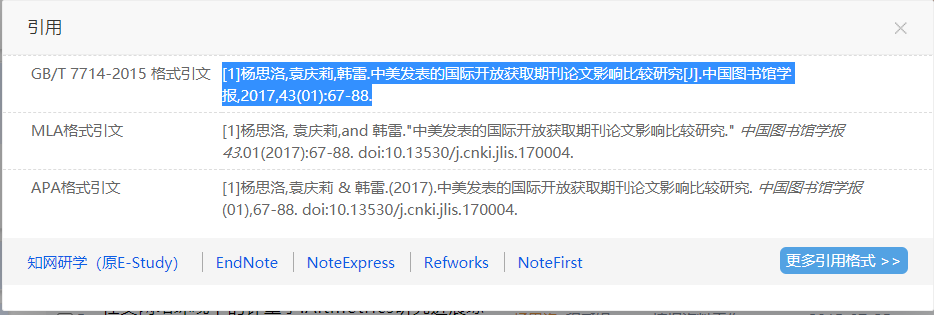 引用
GB/T 7714-2015 格式引文
[1]杨思洛,袁庆莉,韩雷.中美发表的国际开放获取期刊论文影响比较研究[J].中国图书馆学
报,2017,43(01):67-88.
MLA格式引文
[1]杨思洛, 袁庆莉,and 韩雷."中美发表的国际开放获取期刊论文影响比较研究." 中国图书馆学报
43.01(2017):67-88. doi:10.13530/j.cnki.jlis.170004.
APA格式引文
[1]杨思洛,袁庆莉 & 韩雷.(2017).中美发表的国际开放获取期刊论文影响比较研究. 中国图书馆学报
(01),67-88. doi:10.13530/j.cnki.jlis.170004.
知网研学（原E-Study） EndNote NoteExpress Refworks NoteFirst 更多引用格式 >>